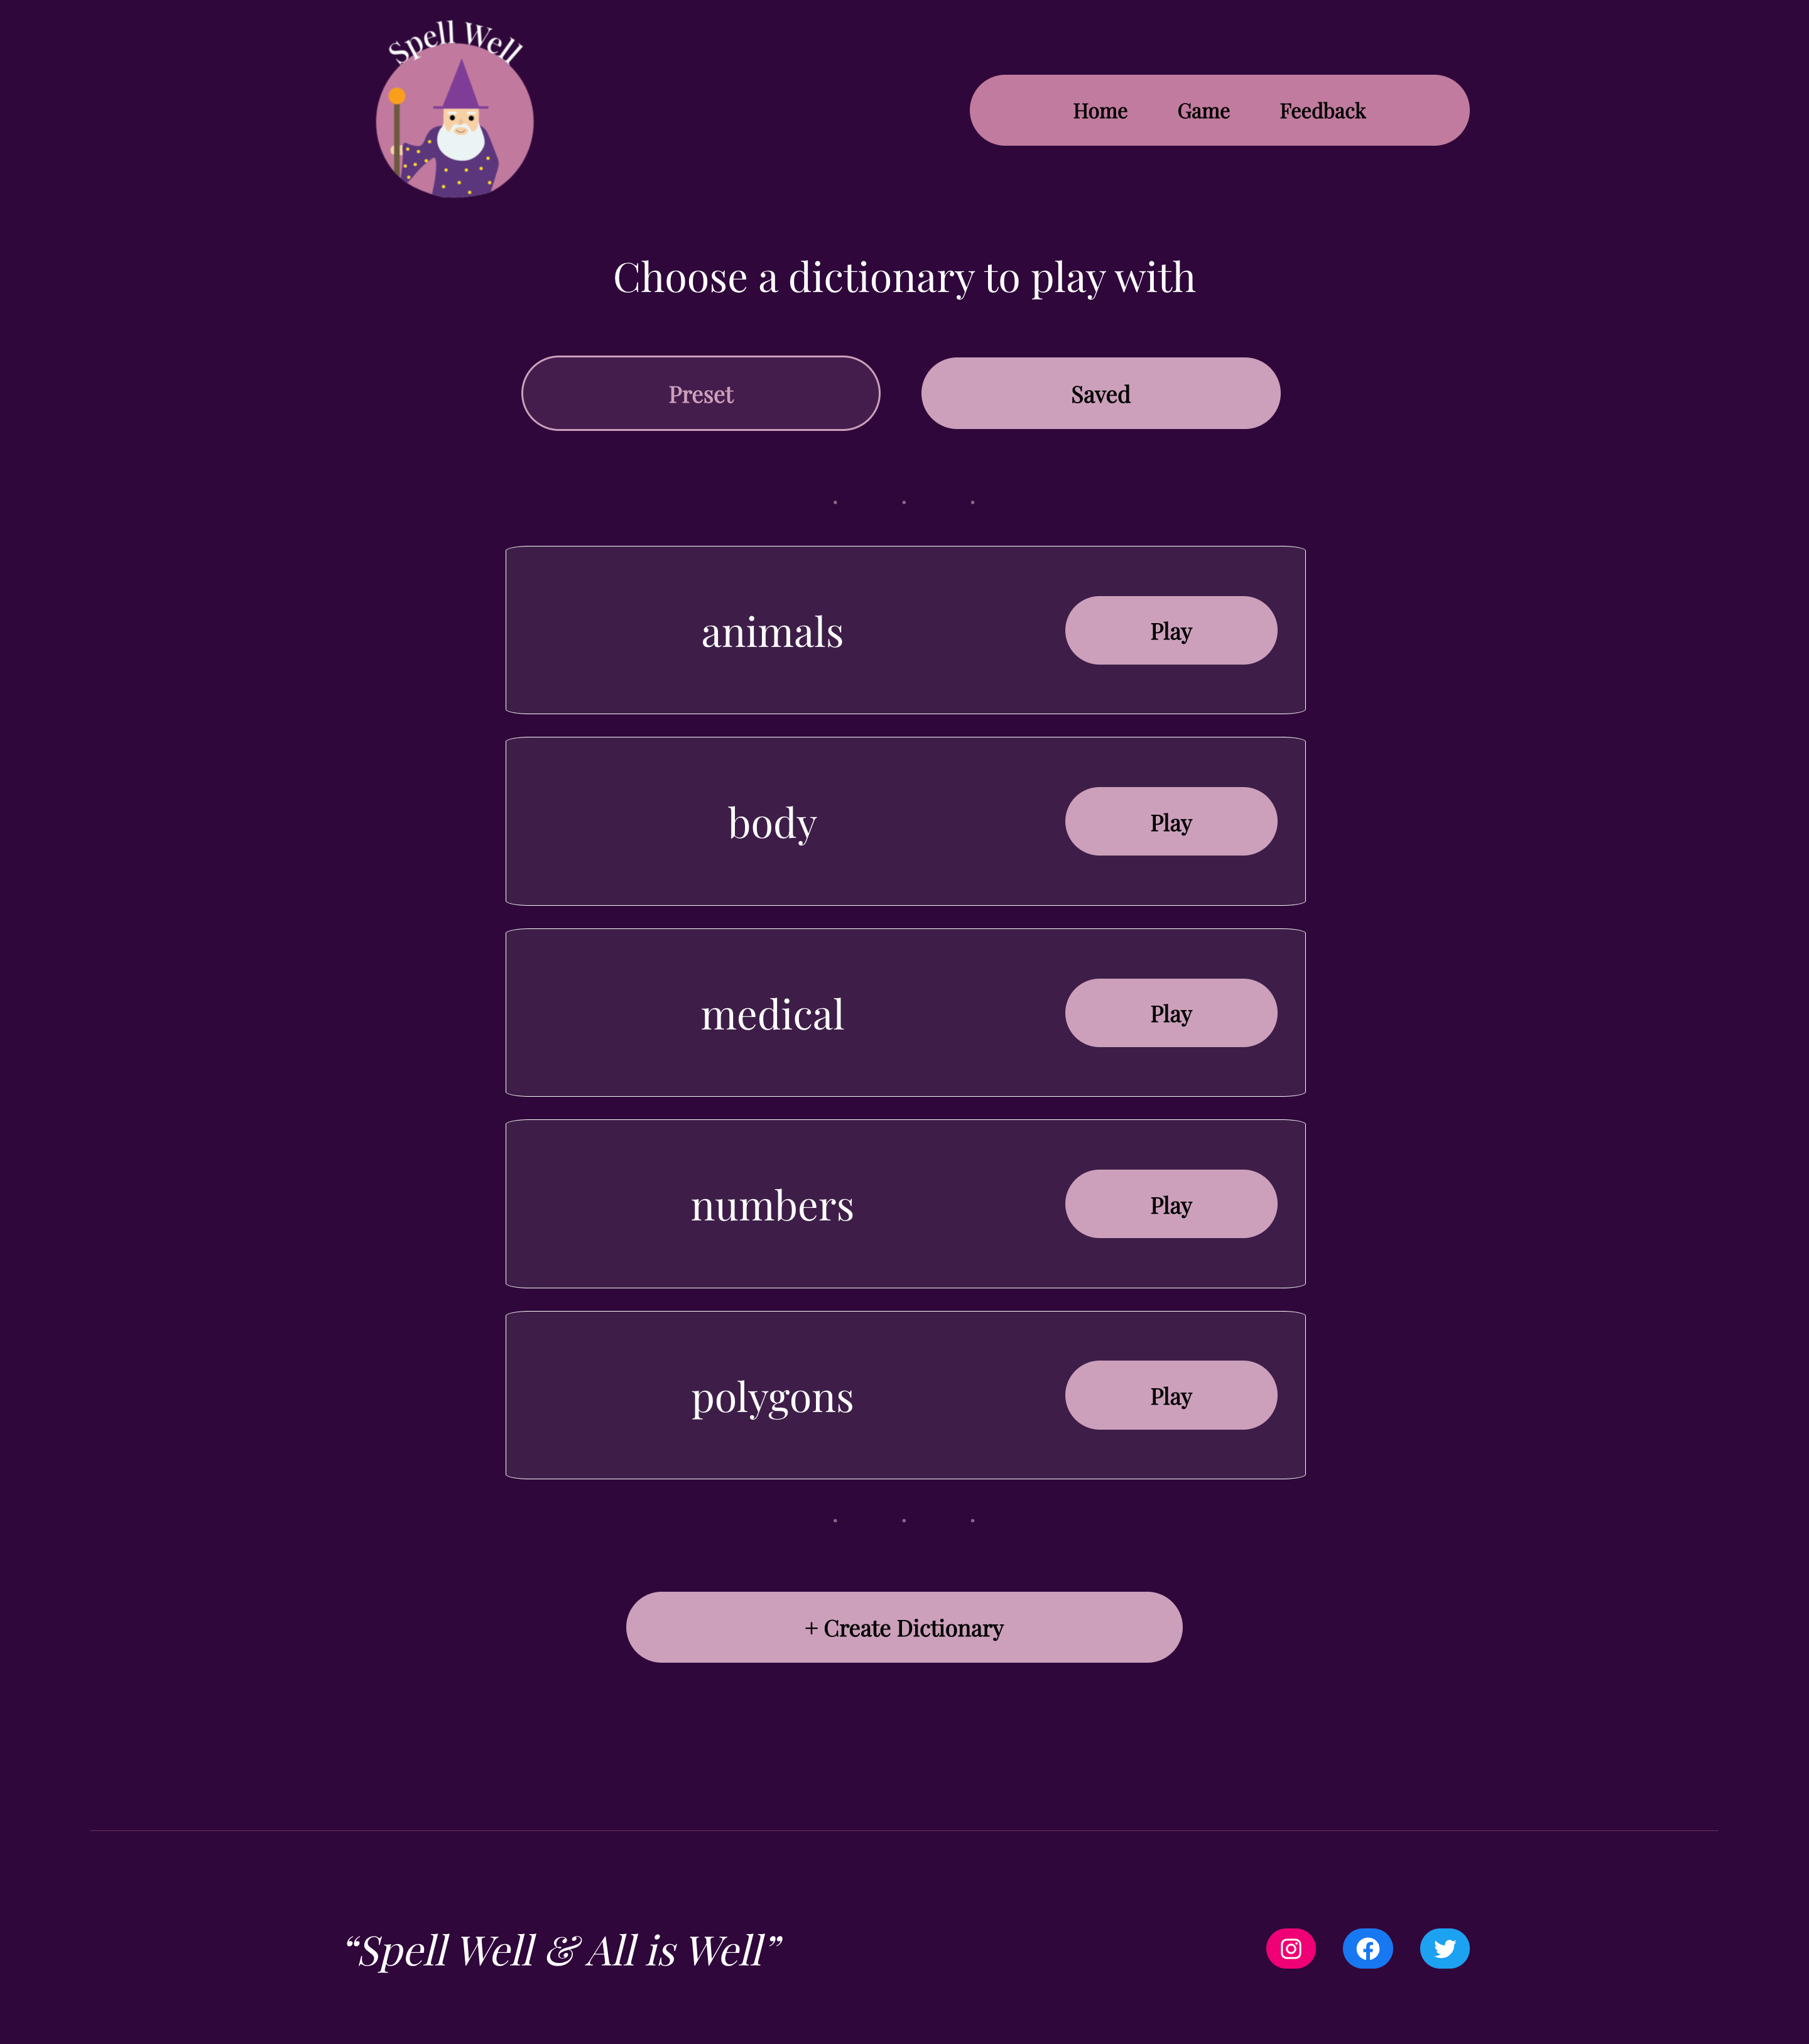 Spell Well
Home Game Feedback
Choose a dictionary to play with
Preset Saved
animals Play
body Play
medical Play
numbers Play
polygons Play
+ Create Dictionary
“Spell Well & All is Well”